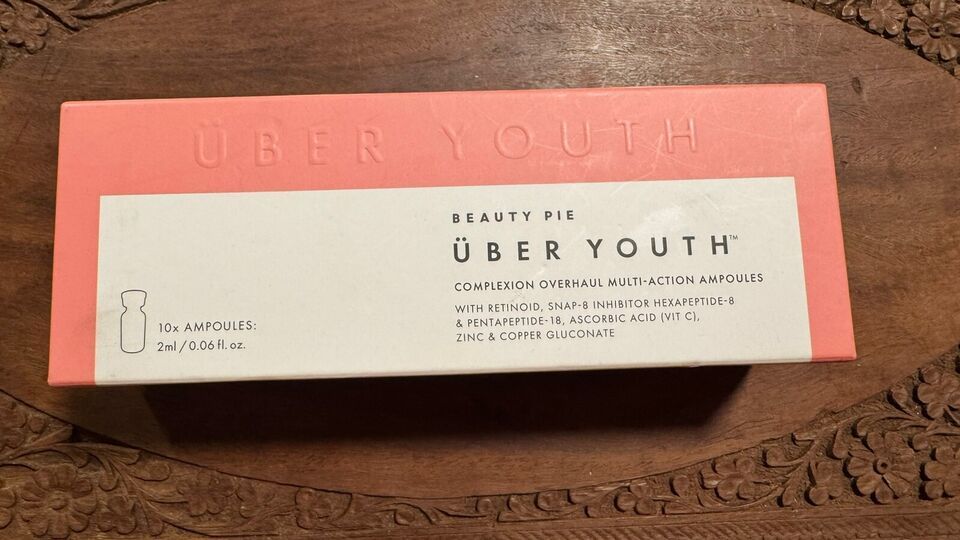 ÜBER YOUTH
BEAUTY PIE
ÜBER YOUTH™
COMPLEXION OVERHAUL MULTI-ACTION AMPOULES
WITH RETINOID, SNAP-8 INHIBITOR HEXAPEPTIDE-8
& PENTAPEPTIDE-18, ASCORBIC ACID (VIT C),
ZINC & COPPER GLUCONATE
10x AMPOULES:
2ml / 0.06 fl. oz.